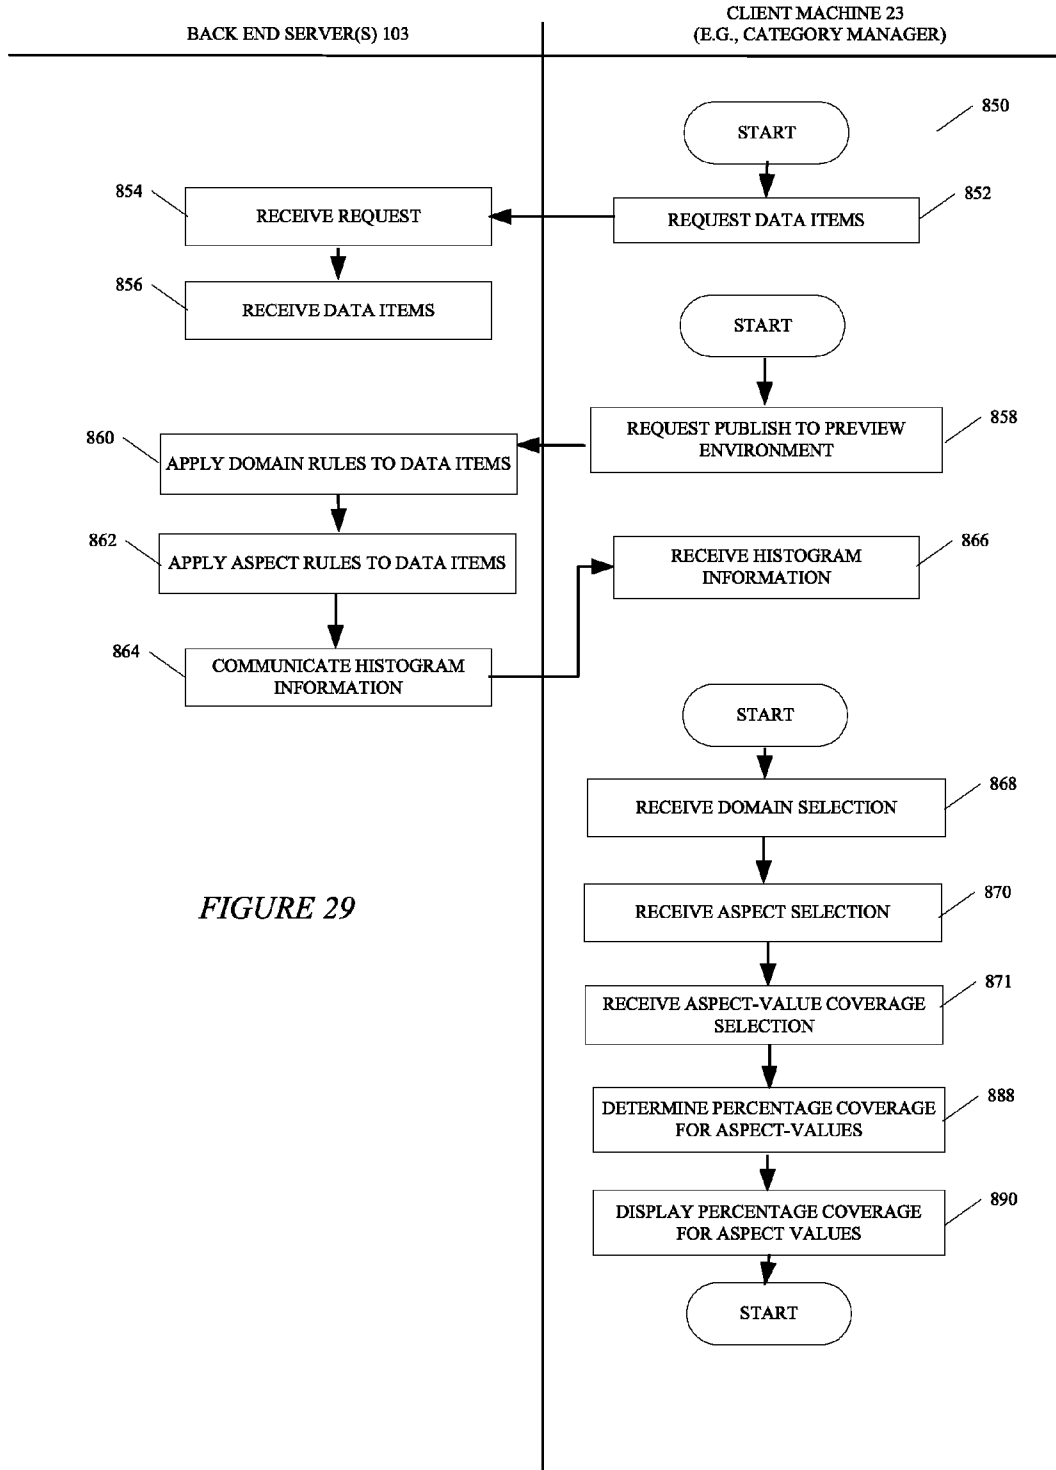 BACK END SERVER(S) 103
CLIENT MACHINE 23
(E.G., CATEGORY MANAGER)
START
850
854
RECEIVE REQUEST
REQUEST DATA ITEMS
852
856
RECEIVE DATA ITEMS
START
860
APPLY DOMAIN RULES TO DATA ITEMS
REQUEST PUBLISH TO PREVIEW
ENVIRONMENT
858
862
APPLY ASPECT RULES TO DATA ITEMS
RECEIVE HISTOGRAM
INFORMATION
866
864
COMMUNICATE HISTOGRAM
INFORMATION
START
RECEIVE DOMAIN SELECTION
868
FIGURE 29
RECEIVE ASPECT SELECTION
870
RECEIVE ASPECT-VALUE COVERAGE
SELECTION
871
DETERMINE PERCENTAGE COVERAGE
FOR ASPECT-VALUES
888
DISPLAY PERCENTAGE COVERAGE
FOR ASPECT VALUES
890
START